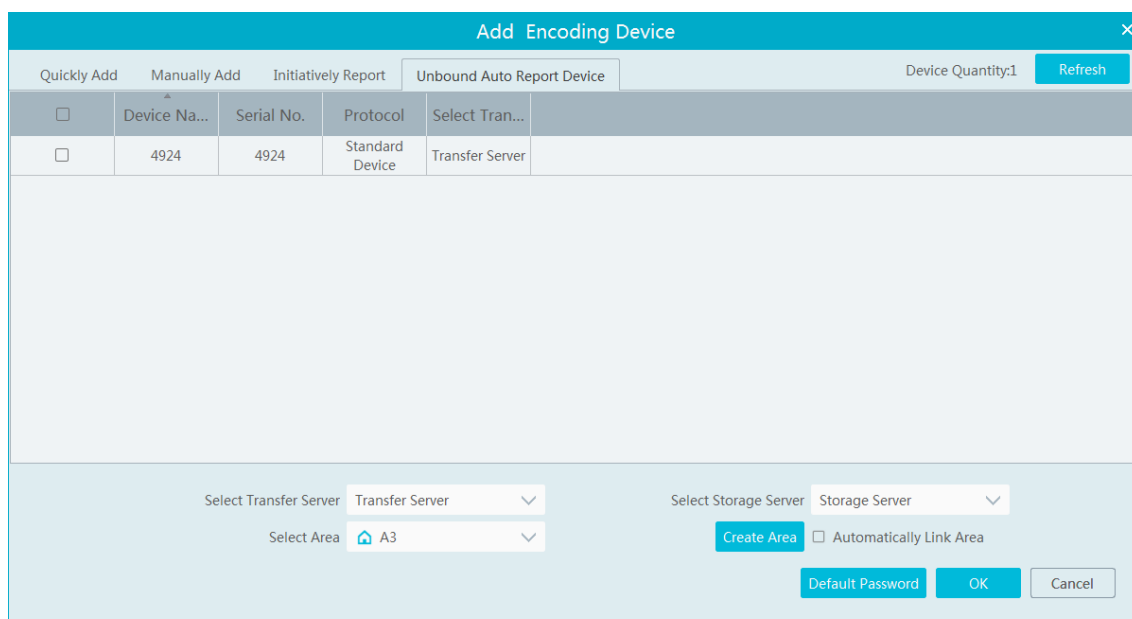 Add Encoding Device
Quickly Add Manually Add Initiatively Report Unbound Auto Report Device Device Quantity:1 Refresh
Device Na... Serial No. Protocol Select Tran...
4924 4924 Standard Device Transfer Server
Select Transfer Server Transfer Server Select Storage Server Storage Server
Select Area A3 Create Area Automatically Link Area
Default Password OK Cancel